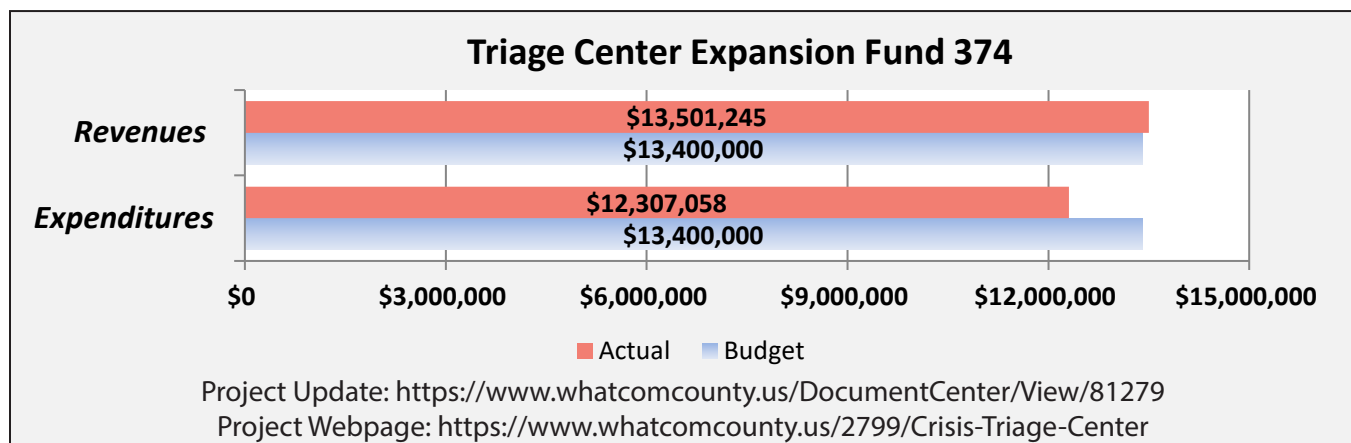 Triage Center Expansion Fund 374
Revenues
$13,501,245
$13,400,000
Expenditures
$12,307,058
$13,400,000
$0 $3,000,000 $6,000,000 $9,000,000 $12,000,000 $15,000,000
Actual Budget
Project Update: https://www.whatcomcounty.us/DocumentCenter/View/81279
Project Webpage: https://www.whatcomcounty.us/2799/Crisis-Triage-Center